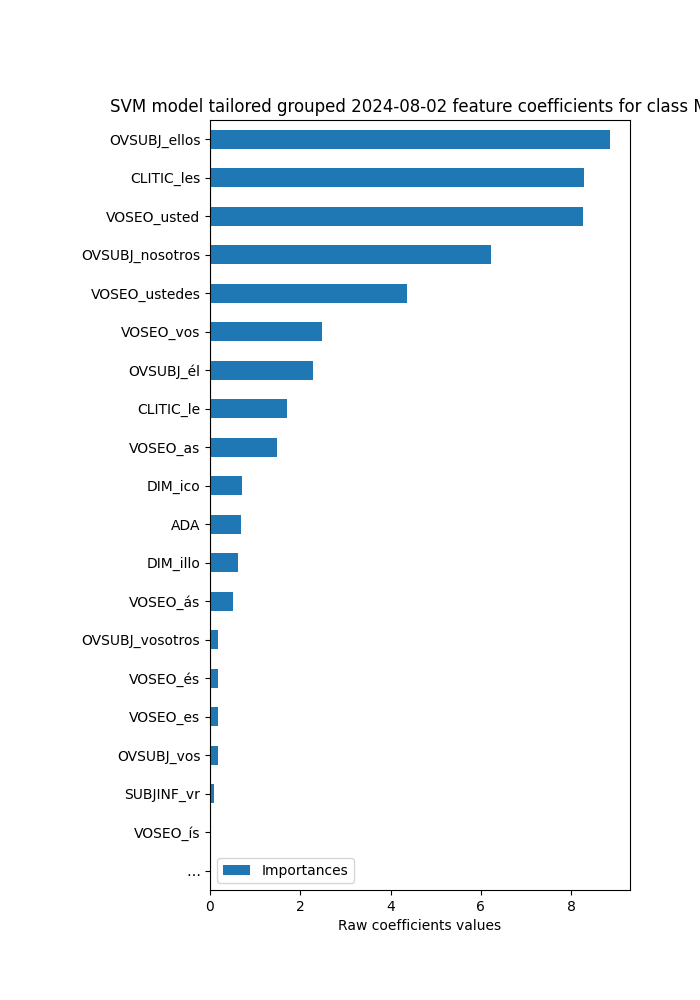 SVM model tailored grouped 2024-08-02 feature coefficients for class M
OVSUBJ_ellos
CLITIC_les
VOSEO_usted
OVSUBJ_nosotros
VOSEO_ustedes
VOSEO_vos
OVSUBJ_él
CLITIC_le
VOSEO_as
DIM_ico
ADA
DIM_illo
VOSEO_ás
OVSUBJ_vosotros
VOSEO_és
VOSEO_es
OVSUBJ_vos
SUBJINF_vr
VOSEO_ís
...
Importances
0 2 4 6 8
Raw coefficients values